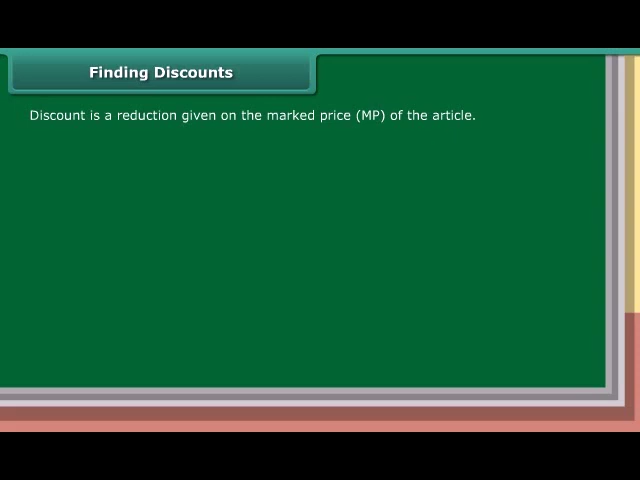 Finding Discounts
Discount is a reduction given on the marked price (MP) of the article.